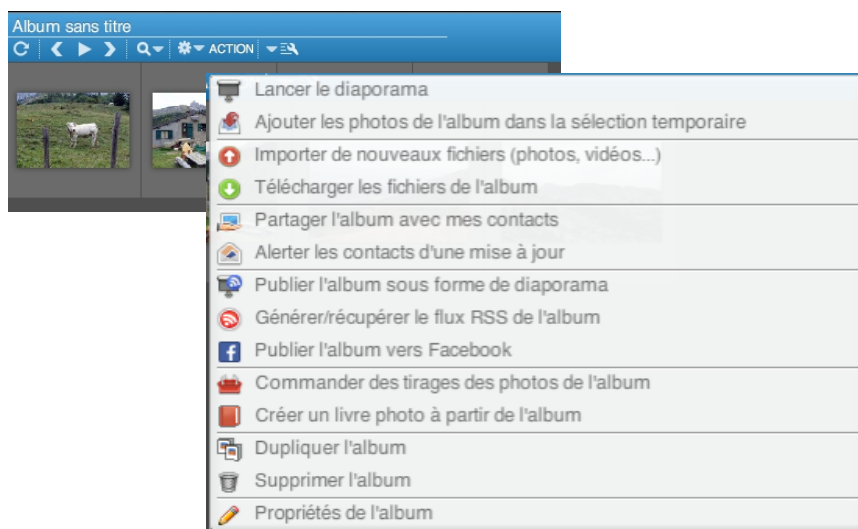 Album sans titre
ACTION
Lancer le diaporama
Ajouter les photos de l'album dans la sélection temporaire
Importer de nouveaux fichiers (photos, vidéos...)
Télécharger les fichiers de l'album
Partager l'album avec mes contacts
Alerter les contacts d'une mise à jour
Publier l'album sous forme de diaporama
Générer/récupérer le flux RSS de l'album
Publier l'album vers Facebook
Commander des tirages des photos de l'album
Créer un livre photo à partir de l'album
Dupliquer l'album
Supprimer l'album
Propriétés de l'album